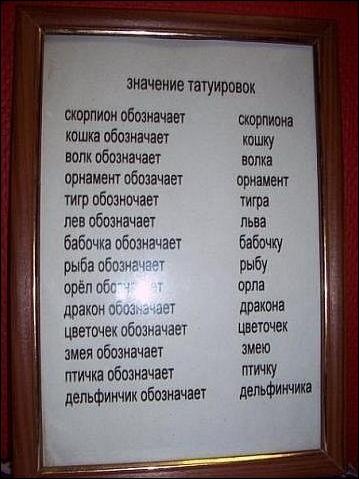 значение татуировок
скорпион обозначает скорпиона
кошка обозначает кошку
волк обозначает волка
орнамент обозачает орнамент
тигр обозночает тигра
лев обозначает льва
бабочка обозначает бабочку
рыба обозначает рыбу
орёл обозначает орла
дракон обозначает дракона
цветочек обозначает цветочек
змея обозначает змею
птичка обозначает птичку
дельфинчик обозначает дельфинчика